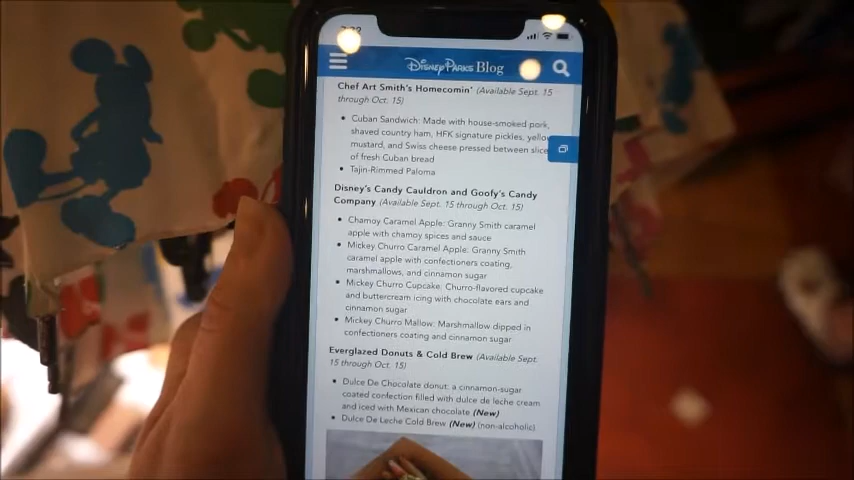 DISNEY PARKS Blog
Chef Art Smith's Homecomin' (Available Sept. 15
through Oct. 15)
• Cuban Sandwich: Made with house-smoked pork,
shaved country ham, HFK signature pickles, yellow
mustard, and Swiss cheese pressed between slices
of fresh Cuban bread
• Tajin-Rimmed Paloma
Disney's Candy Cauldron and Goofy's Candy
Company (Available Sept. 15 through Oct. 15)
• Chamoy Caramel Apple: Granny Smith caramel
apple with chamoy spices and sauce
• Mickey Churro Caramel Apple: Granny Smith
caramel apple with confectioners coating,
marshmallows, and cinnamon sugar
• Mickey Churro Cupcake: Churro-flavored cupcake
and buttercream icing with chocolate ears and
cinnamon sugar
• Mickey Churro Mallow: Marshmallow dipped in
confectioners coating and cinnamon sugar
Everglazed Donuts & Cold Brew (Available Sept.
15 through Oct. 15)
• Dulce De Chocolate donut: a cinnamon-sugar
coated confection filled with dulce de leche cream
and iced with Mexican chocolate (New)
• Dulce De Leche Cold Brew (New) (non-alcoholic)